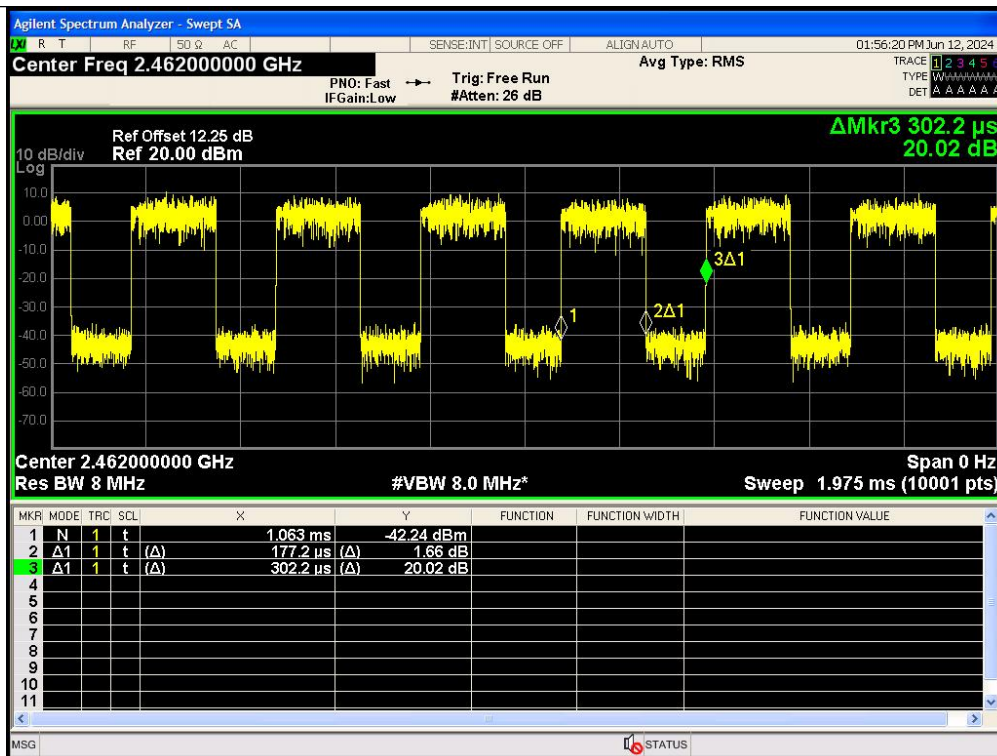 Agilent Spectrum Analyzer - Swept SA
LXI R T RF 50 Ω AC SENSE:INT SOURCE OFF ALIGN AUTO 01:56:20 PM Jun 12, 2024
Center Freq 2.462000000 GHz Avg Type: RMS TRACE 1 2 3 4 5 6
PNO: Fast Trig: Free Run TYPE W
IFGain:Low #Atten: 26 dB DET A A A A A A
ΔMkr3 302.2 µs
20.02 dB
Ref Offset 12.25 dB
10 dB/div Ref 20.00 dBm
Log
10.0
0.00
-10.0
-20.0
-30.0
-40.0
-50.0
-60.0
-70.0
3Δ1
1
2Δ1
Center 2.462000000 GHz Span 0 Hz
Res BW 8 MHz #VBW 8.0 MHz* Sweep 1.975 ms (10001 pts)
MKR MODE TRC SCL X Y FUNCTION FUNCTION WIDTH FUNCTION VALUE
1 N 1 t 1.063 ms -42.24 dBm
2 Δ1 1 t (Δ) 177.2 µs (Δ) 1.66 dB
3 Δ1 1 t (Δ) 302.2 µs (Δ) 20.02 dB
4
5
6
7
8
9
10
11
MSG STATUS